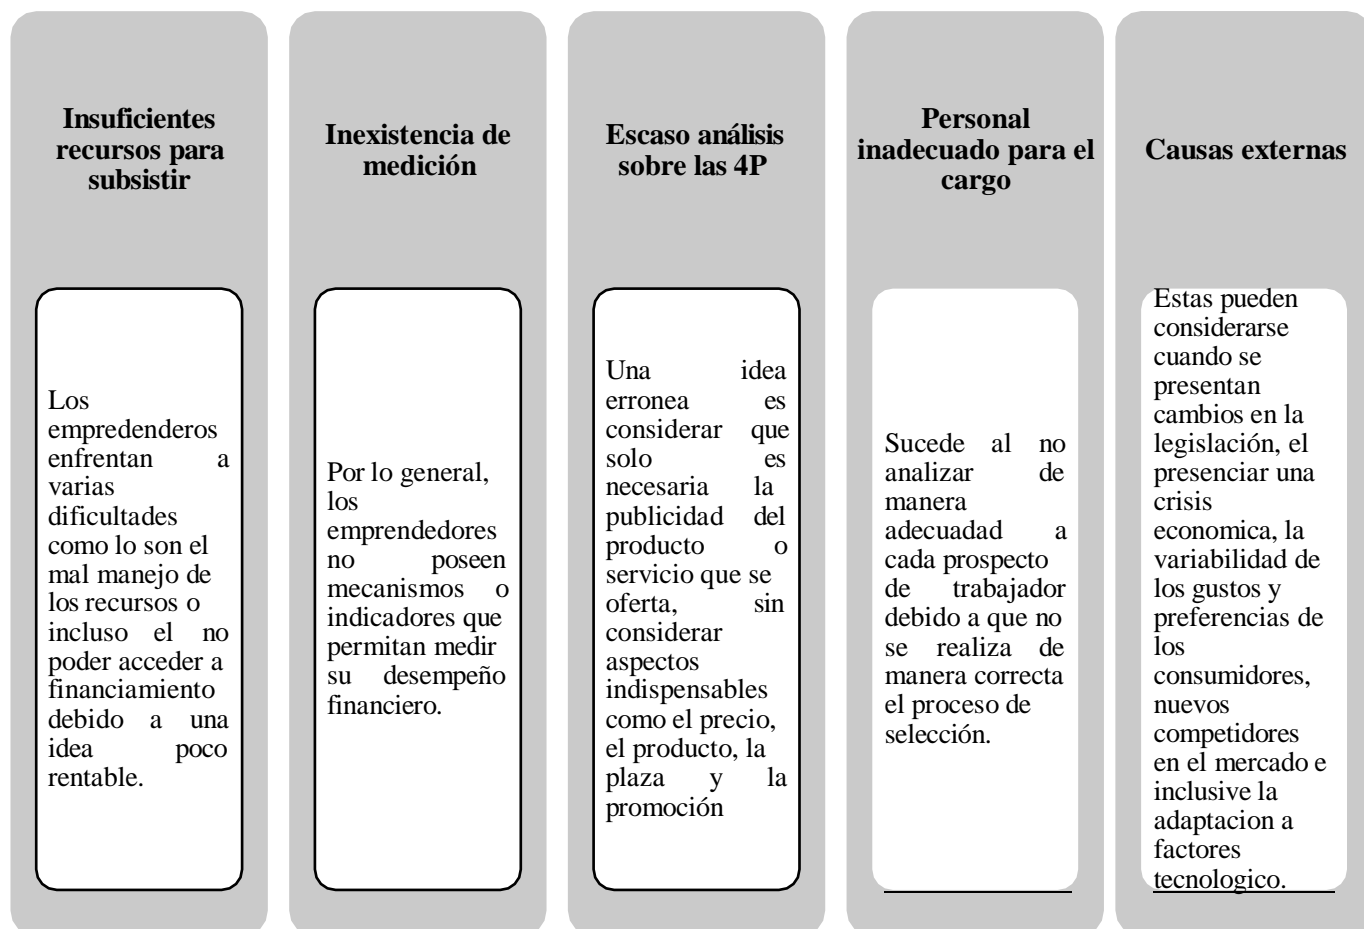 Insuficientes
recursos para
subsistir
Los
empredenderos
enfrentan a
varias
dificultades
como lo son el
mal manejo de
los recursos o
incluso el no
poder acceder a
financiamiento
debido a una
idea poco
rentable.
Inexistencia de
medición
Por lo general,
los
emprendedores
no poseen
mecanismos o
indicadores que
permitan medir
su desempeño
financiero.
Escaso análisis
sobre las 4P
Una idea
erronea es
considerar que
solo es
necesaria la
publicidad del
producto o
servicio que se
oferta, sin
considerar
aspectos
indispensables
como el precio,
el producto, la
plaza y la
promoción
Personal
inadecuado para el
cargo
Sucede al no
analizar de
manera
adecuadad a
cada prospecto
de trabajador
debido a que no
se realiza de
manera correcta
el proceso de
selección.
Causas externas
Estas pueden
considerarse
cuando se
presentan
cambios en la
legislación, el
presenciar una
crisis
economica, la
variabilidad de
los gustos y
preferencias de
los
consumidores,
nuevos
competidores
en el mercado e
inclusive la
adaptacion a
factores
tecnologico.